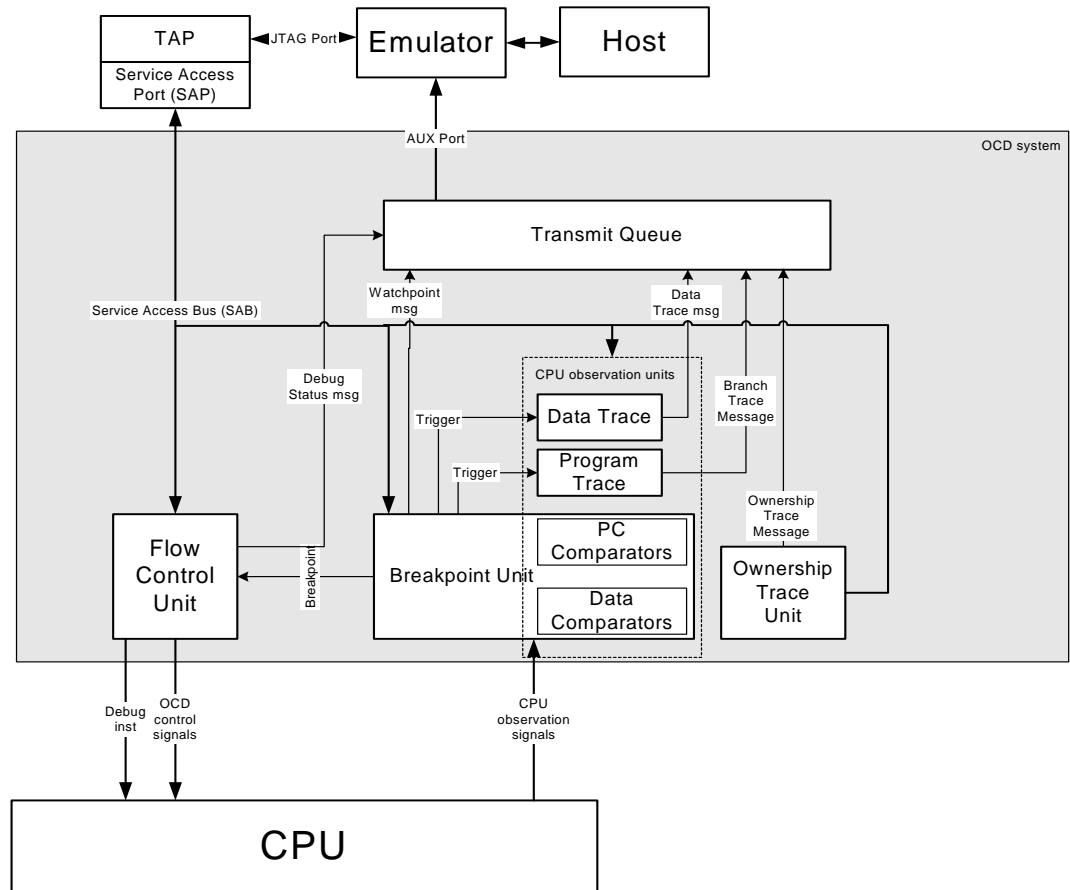 TAP
JTAG Port
Emulator
Host
Service Access
Port (SAP)
AUX Port
OCD system
Transmit Queue
Watchpoint
msg
Data
Trace msg
Service Access Bus (SAB)
Debug
Status msg
CPU observation units
Branch
Trace
Message
Trigger
Data Trace
Trigger
Program
Trace
Ownership
Trace
Message
Flow
Control
Unit
Breakpoint
Breakpoint Unit
PC
Comparators
Data
Comparators
Ownership
Trace
Unit
Debug
inst
OCD
control
signals
CPU
observation
signals
CPU